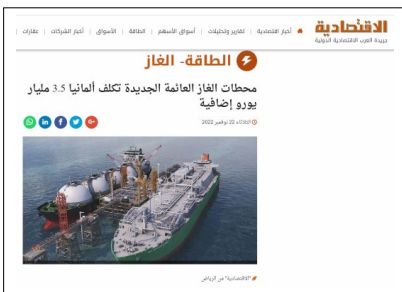 الاقتصادية
جريدة العرب الاقتصادية الدولية
أخبار اقتصادية | تقارير وتحليلات | أسواق الأسهم | الطاقة | الأسواق | أخبار الشركات | عقارات |
الطاقة- الغاز
محطات الغاز العائمة الجديدة تكلف ألمانيا 3.5 مليار
يورو إضافية
الثلاثاء 22 نوفمبر 2022
"الاقتصادية" من الرياض